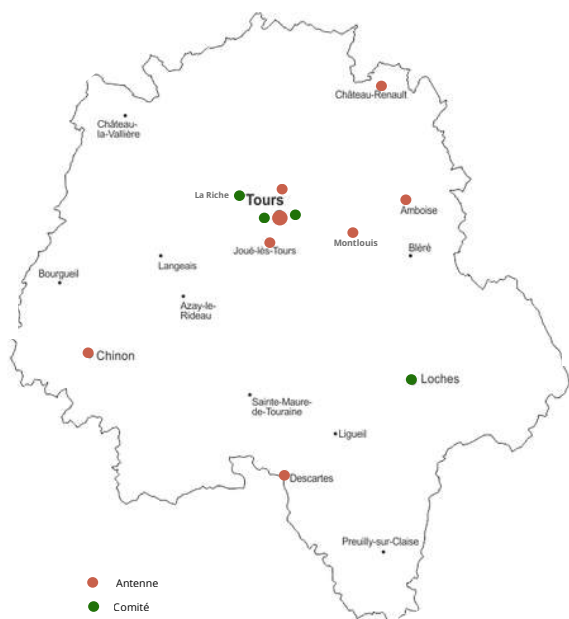 Château-Renault
Château-
la-Vallière
La Riche
Tours
Amboise
Joué-lès-Tours
Montlouis
Bléré
Langeais
Bourgueil
Azay-le-
Rideau
Chinon
Loches
Sainte-Maure-
de-Touraine
Ligueil
Descartes
Preuilly-sur-Claise
Antenne
Comité